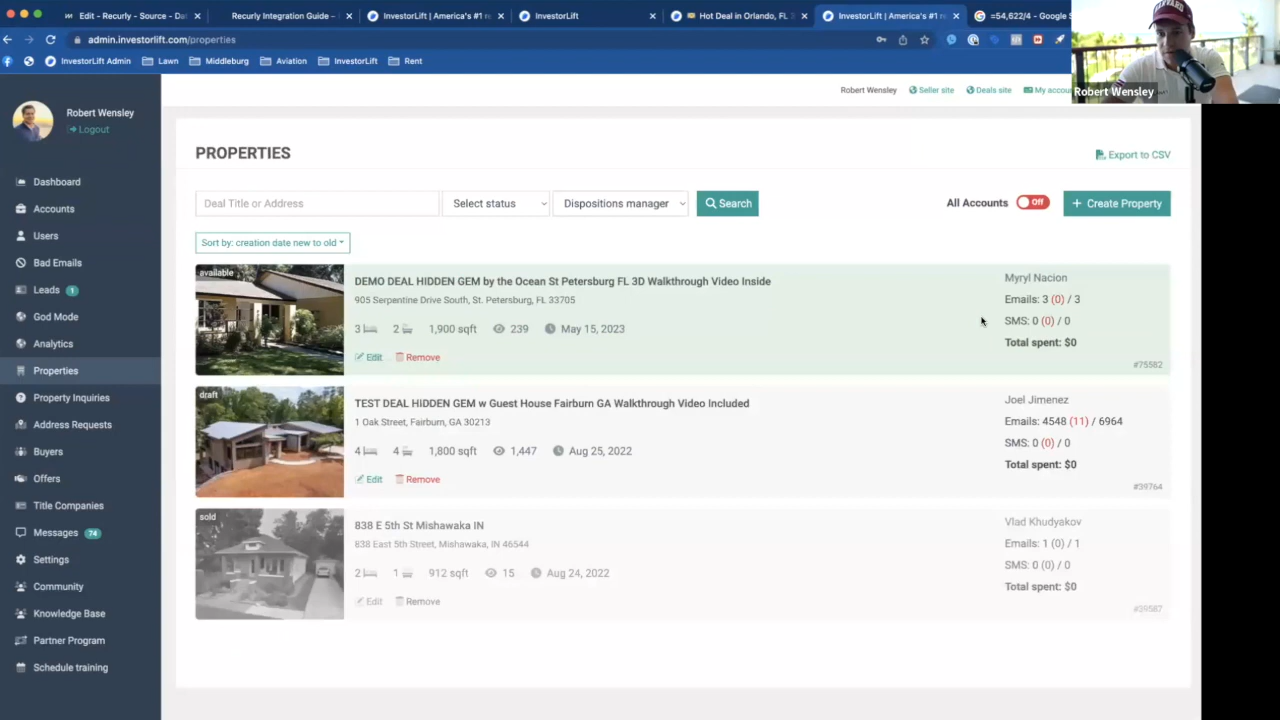 Edit - Recurly - Source - Da
Recurly Integration Guide –
InvestorLift | America's #1 r
InvestorLift
Hot Deal in Orlando, FL
InvestorLift | America's #1 re
=54,622/4 - Google S
admin.investorlift.com/properties
InvestorLift Admin
Lawn
Middleburg
Aviation
InvestorLift
Rent
HARVARD
Robert Wensley
Robert Wensley
Logout
Robert Wensley
Seller site
Deals site
My accou
Dashboard
Accounts
Users
Bad Emails
Leads 1
God Mode
Analytics
Properties
Property Inquiries
Address Requests
Buyers
Offers
Title Companies
Messages 74
Settings
Community
Knowledge Base
Partner Program
Schedule training
PROPERTIES
Export to CSV
Deal Title or Address
Select status
Dispositions manager
Search
All Accounts
Off
+ Create Property
Sort by: creation date new to old
available
DEMO DEAL HIDDEN GEM by the Ocean St Petersburg FL 3D Walkthrough Video Inside
905 Serpentine Drive South, St. Petersburg, FL 33705
3 2 1,900 sqft 239 May 15, 2023
Edit Remove
Myryl Nacion
Emails: 3 (0) / 3
SMS: 0 (0) / 0
Total spent: $0
#75582
draft
TEST DEAL HIDDEN GEM w Guest House Fairburn GA Walkthrough Video Included
1 Oak Street, Fairburn, GA 30213
4 4 1,800 sqft 1,447 Aug 25, 2022
Edit Remove
Joel Jimenez
Emails: 4548 (11) / 6964
SMS: 0 (0) / 0
Total spent: $0
#39764
sold
838 E 5th St Mishawaka IN
838 East 5th Street, Mishawaka, IN 46544
2 1 912 sqft 15 Aug 24, 2022
Edit Remove
Vlad Khudyakov
Emails: 1 (0) / 1
SMS: 0 (0) / 0
Total spent: $0
#39587